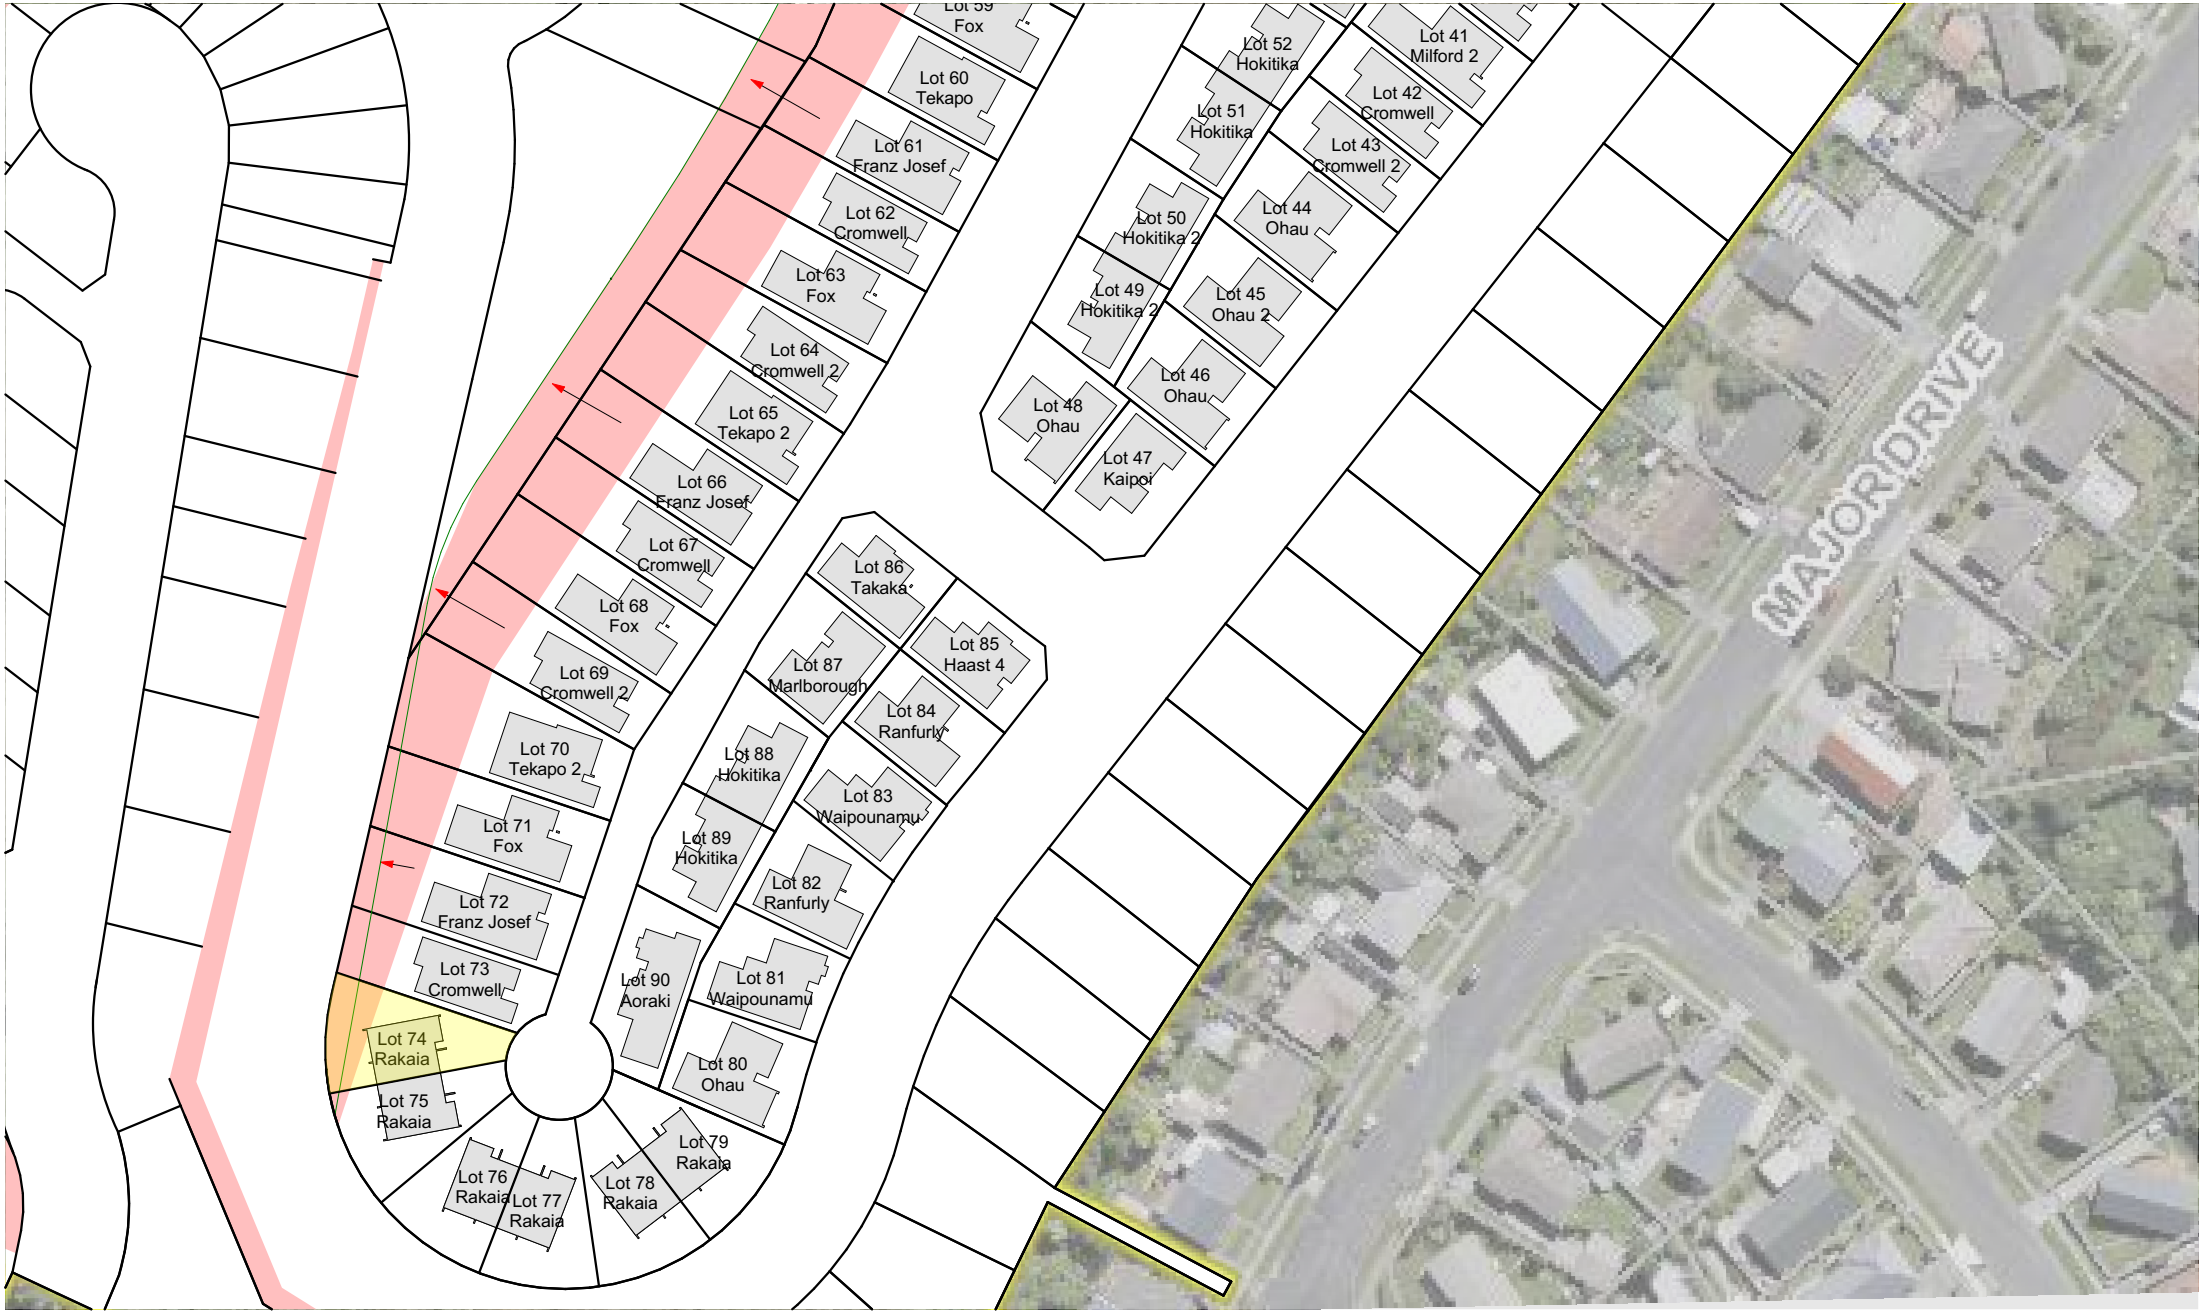 Lot 59
Fox
Lot 60
Tekapo
Lot 61
Franz Josef
Lot 62
Cromwell
Lot 63
Fox
Lot 64
Cromwell 2
Lot 65
Tekapo 2
Lot 66
Franz Josef
Lot 67
Cromwell
Lot 68
Fox
Lot 69
Cromwell 2
Lot 70
Tekapo 2
Lot 71
Fox
Lot 72
Franz Josef
Lot 73
Cromwell
Lot 74
Rakaia
Lot 75
Rakaia
Lot 76
Rakaia
Lot 77
Rakaia
Lot 78
Rakaia
Lot 79
Rakaia
Lot 80
Ohau
Lot 81
Waipounamu
Lot 82
Ranfurly
Lot 83
Waipounamu
Lot 84
Ranfurly
Lot 85
Haast 4
Lot 86
Takaka
Lot 87
Marlborough
Lot 88
Hokitika
Lot 89
Hokitika
Lot 90
Aoraki
Lot 52
Hokitika
Lot 51
Hokitika
Lot 50
Hokitika 2
Lot 49
Hokitika 2
Lot 48
Ohau
Lot 47
Kaipoi
Lot 46
Ohau
Lot 45
Ohau 2
Lot 44
Ohau
Lot 43
Cromwell 2
Lot 42
Cromwell
Lot 41
Milford 2
MAJOR DRIVE